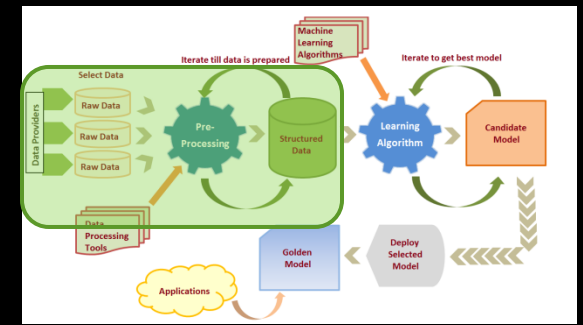 Machine
Learning
Algorithms
Iterate till data is prepared
Iterate to get best model
Select Data
Data Providers
Raw Data
Raw Data
Raw Data
Pre-
Processing
Structured
Data
Learning
Algorithm
Candidate
Model
Data
Processing
Tools
Golden
Model
Deploy
Selected
Model
Applications